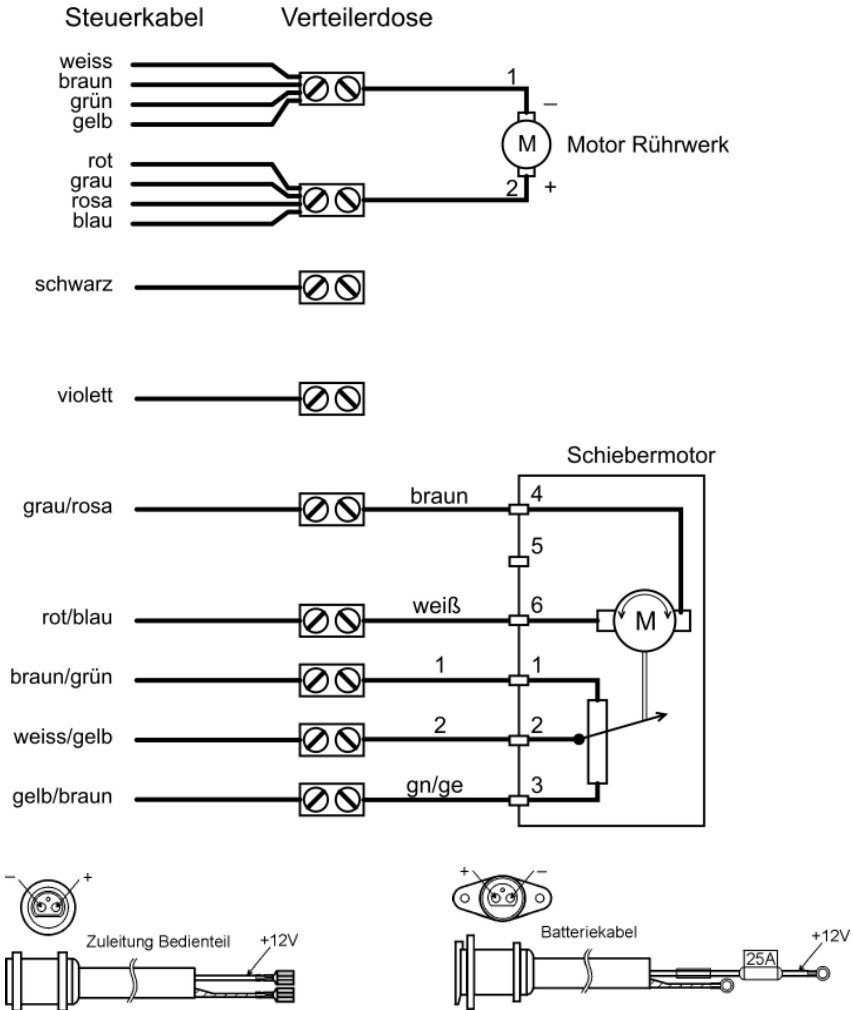 Steuerkabel Verteilerdose
weiss
braun
grün
gelb
1
–
M Motor Rührwerk
2 +
rot
grau
rosa
blau
schwarz
violett
Schiebermotor
grau/rosa braun 4
5
rot/blau weiß 6 M
braun/grün 1 1
weiss/gelb 2 2
gelb/braun gn/ge 3
– +
Zuleitung Bedienteil +12V
+ –
Batteriekabel +12V
25A